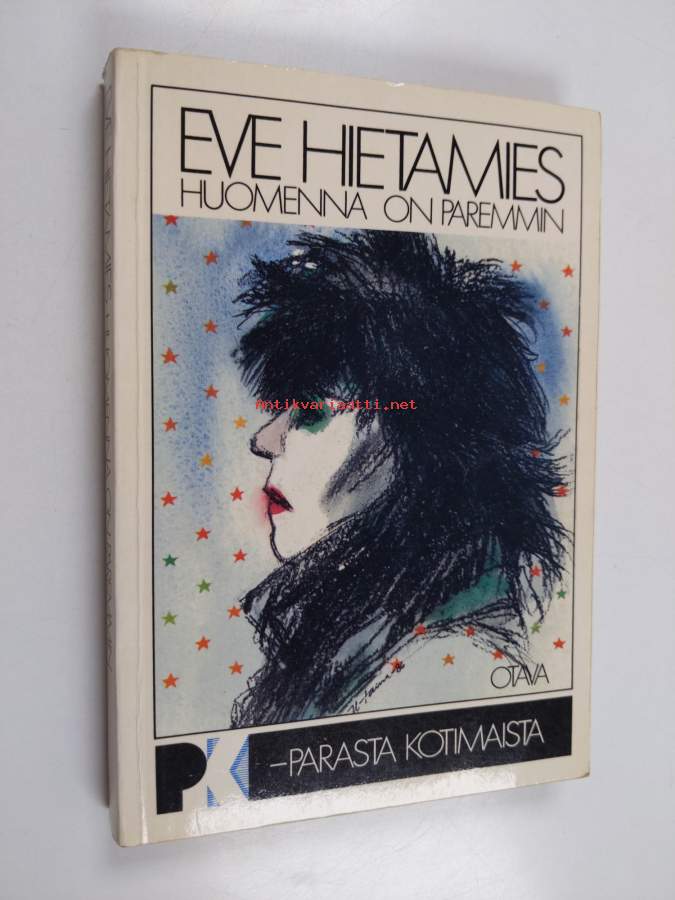 EVE HIETAMIES
HUOMENNA ON PAREMMIN
antikvariaatti.net
OTAVA
PK
–PARASTA KOTIMAISTA